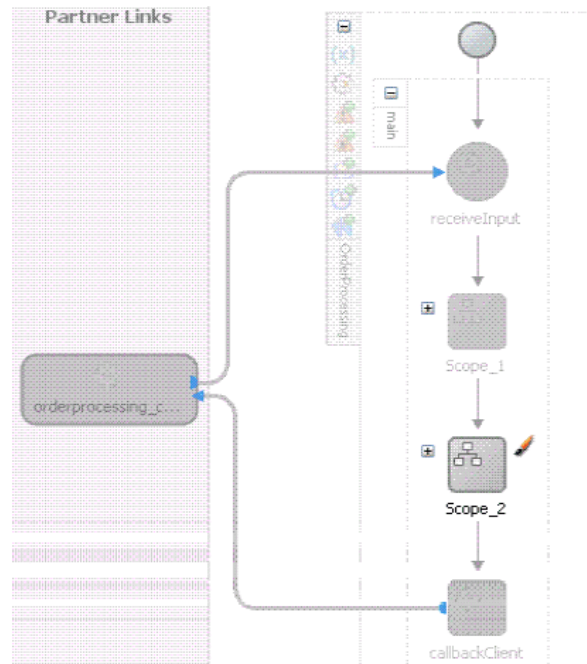 Partner Links
main
OrderProcessing
receiveInput
Scope_1
orderprocessing_c...
Scope_2
callbackClient